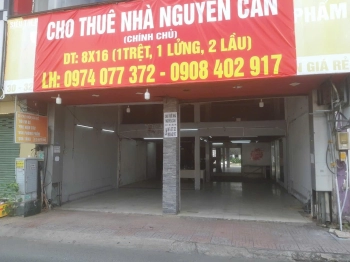 CHO THUÊ NHÀ NGUYÊN CĂN
(CHÍNH CHỦ)
DT: 8X16 (1TRỆT, 1 LỬNG, 2 LẦU)
LH: 0974 077 372 - 0908 402 917
PHẨM
GIÁ RẺ